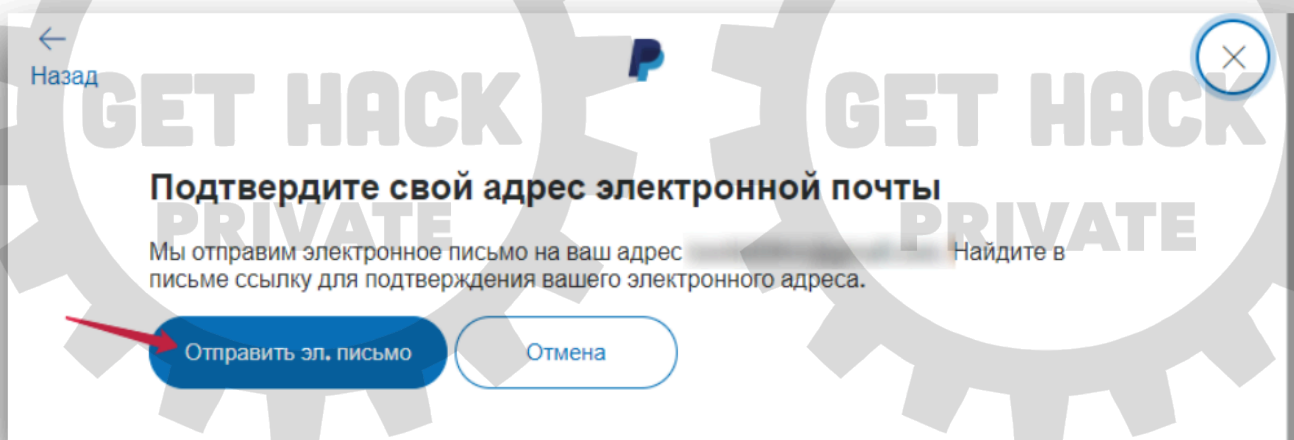 Назад
GET HACK
GET HACK
Подтвердите свой адрес электронной почты
PRIVATE
PRIVATE
Мы отправим электронное письмо на ваш адрес Найдите в
письме ссылку для подтверждения вашего электронного адреса.
Отправить эл. письмо
Отмена